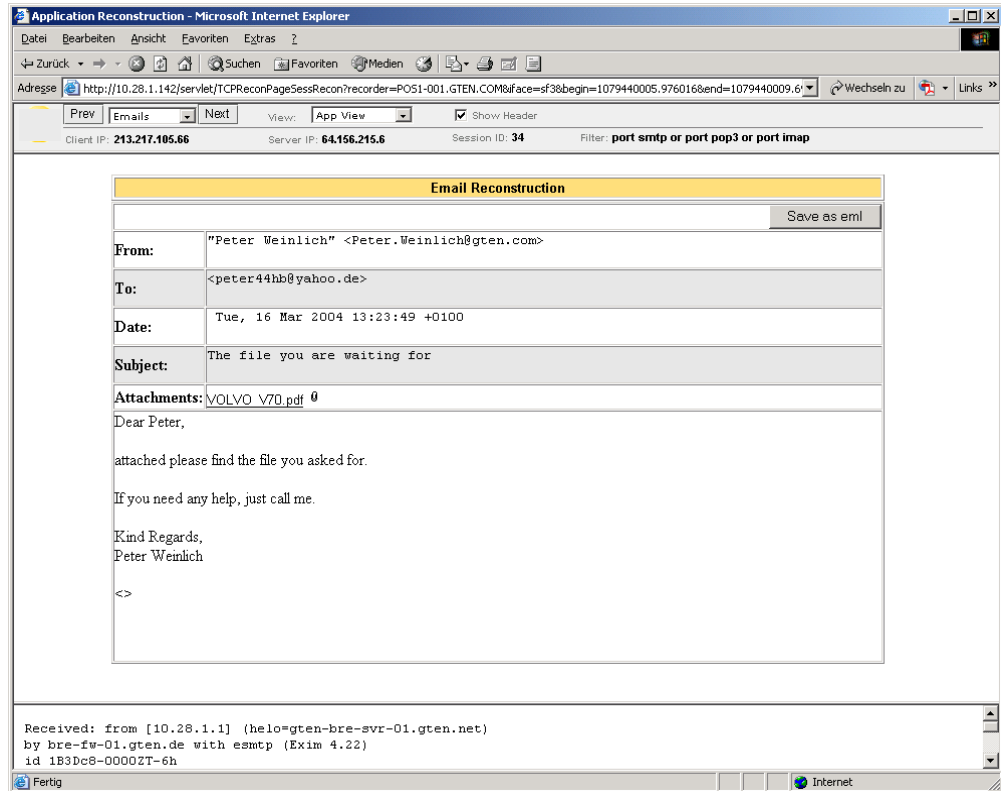 Application Reconstruction - Microsoft Internet Explorer
Datei Bearbeiten Ansicht Favoriten Extras ?
Zurück Suchen Favoriten Medien
Adresse http://10.28.1.142/servlet/TCPReconPageSessRecon?recorder=POS1-001.GTEN.COM&iface=sf3&begin=1079440005.976016&end=1079440009.6 Wechseln zu Links »
Prev Emails Next View: App View Show Header
Client IP: 213.217.105.66 Server IP: 64.156.215.6 Session ID: 34 Filter: port smtp or port pop3 or port imap
Email Reconstruction
Save as eml
From: "Peter Weinlich" <Peter.Weinlich@gten.com>
To: <peter44hb@yahoo.de>
Date: Tue, 16 Mar 2004 13:23:49 +0100
Subject: The file you are waiting for
Attachments: VOLVO V70.pdf
Dear Peter,
attached please find the file you asked for.
If you need any help, just call me.
Kind Regards,
Peter Weinlich
<>
Received: from [10.28.1.1] (helo=gten-bre-svr-01.gten.net)
by bre-fw-01.gten.de with esmtp (Exim 4.22)
id 1B3Dc8-0000ZT-6h
Fertig Internet